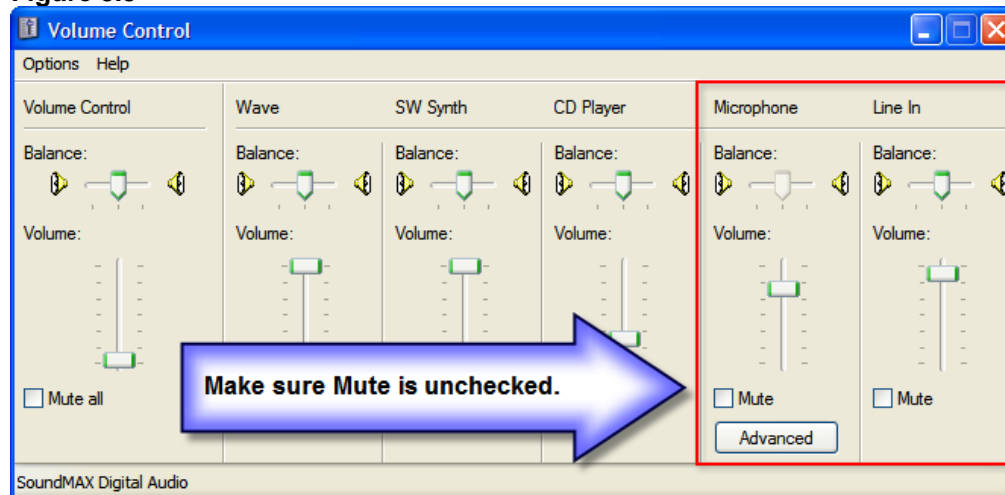 Volume Control
Options Help
Volume Control
Wave
SW Synth
CD Player
Microphone
Line In
Balance:
Balance:
Balance:
Balance:
Balance:
Balance:
Volume:
Volume:
Volume:
Volume:
Volume:
Volume:
Make sure Mute is unchecked.
Mute all
Mute
Mute
Advanced
SoundMAX Digital Audio